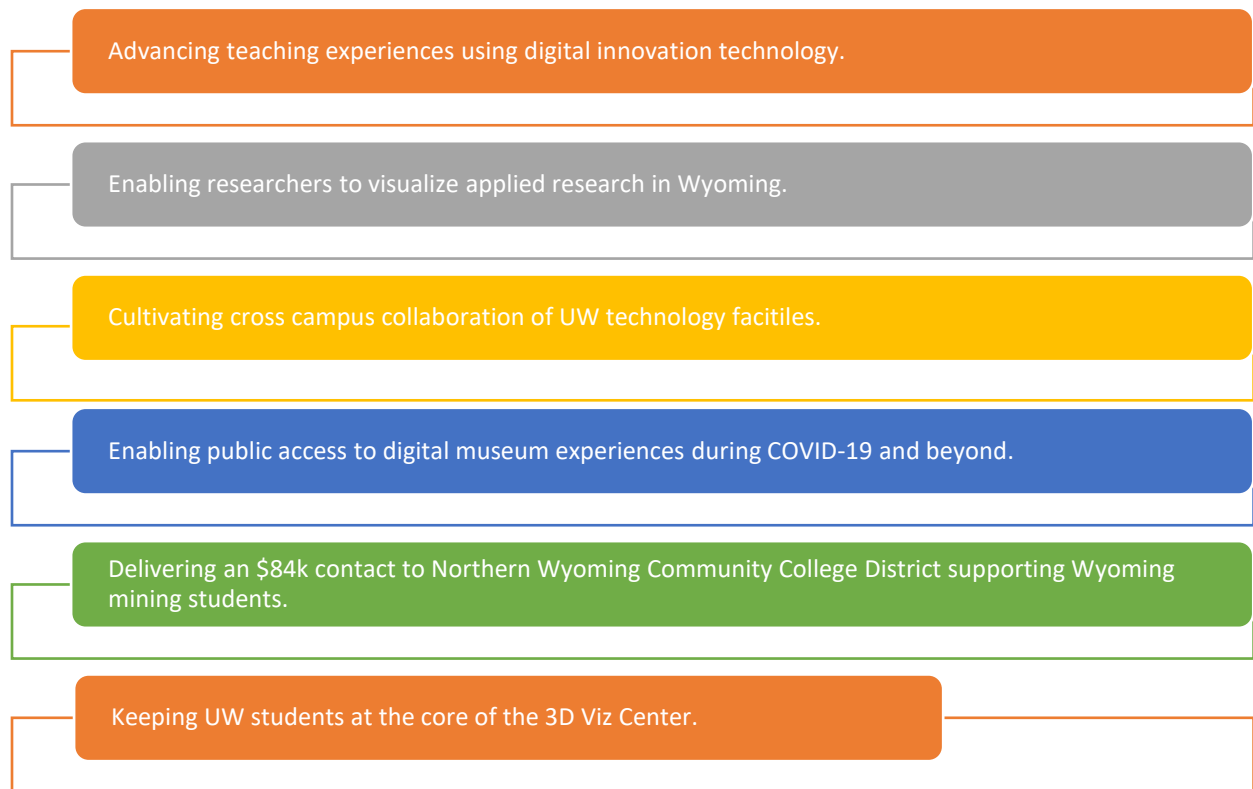 Advancing teaching experiences using digital innovation technology.
Enabling researchers to visualize applied research in Wyoming.
Cultivating cross campus collaboration of UW technology facitiles.
Enabling public access to digital museum experiences during COVID-19 and beyond.
Delivering an $84k contact to Northern Wyoming Community College District supporting Wyoming
mining students.
Keeping UW students at the core of the 3D Viz Center.